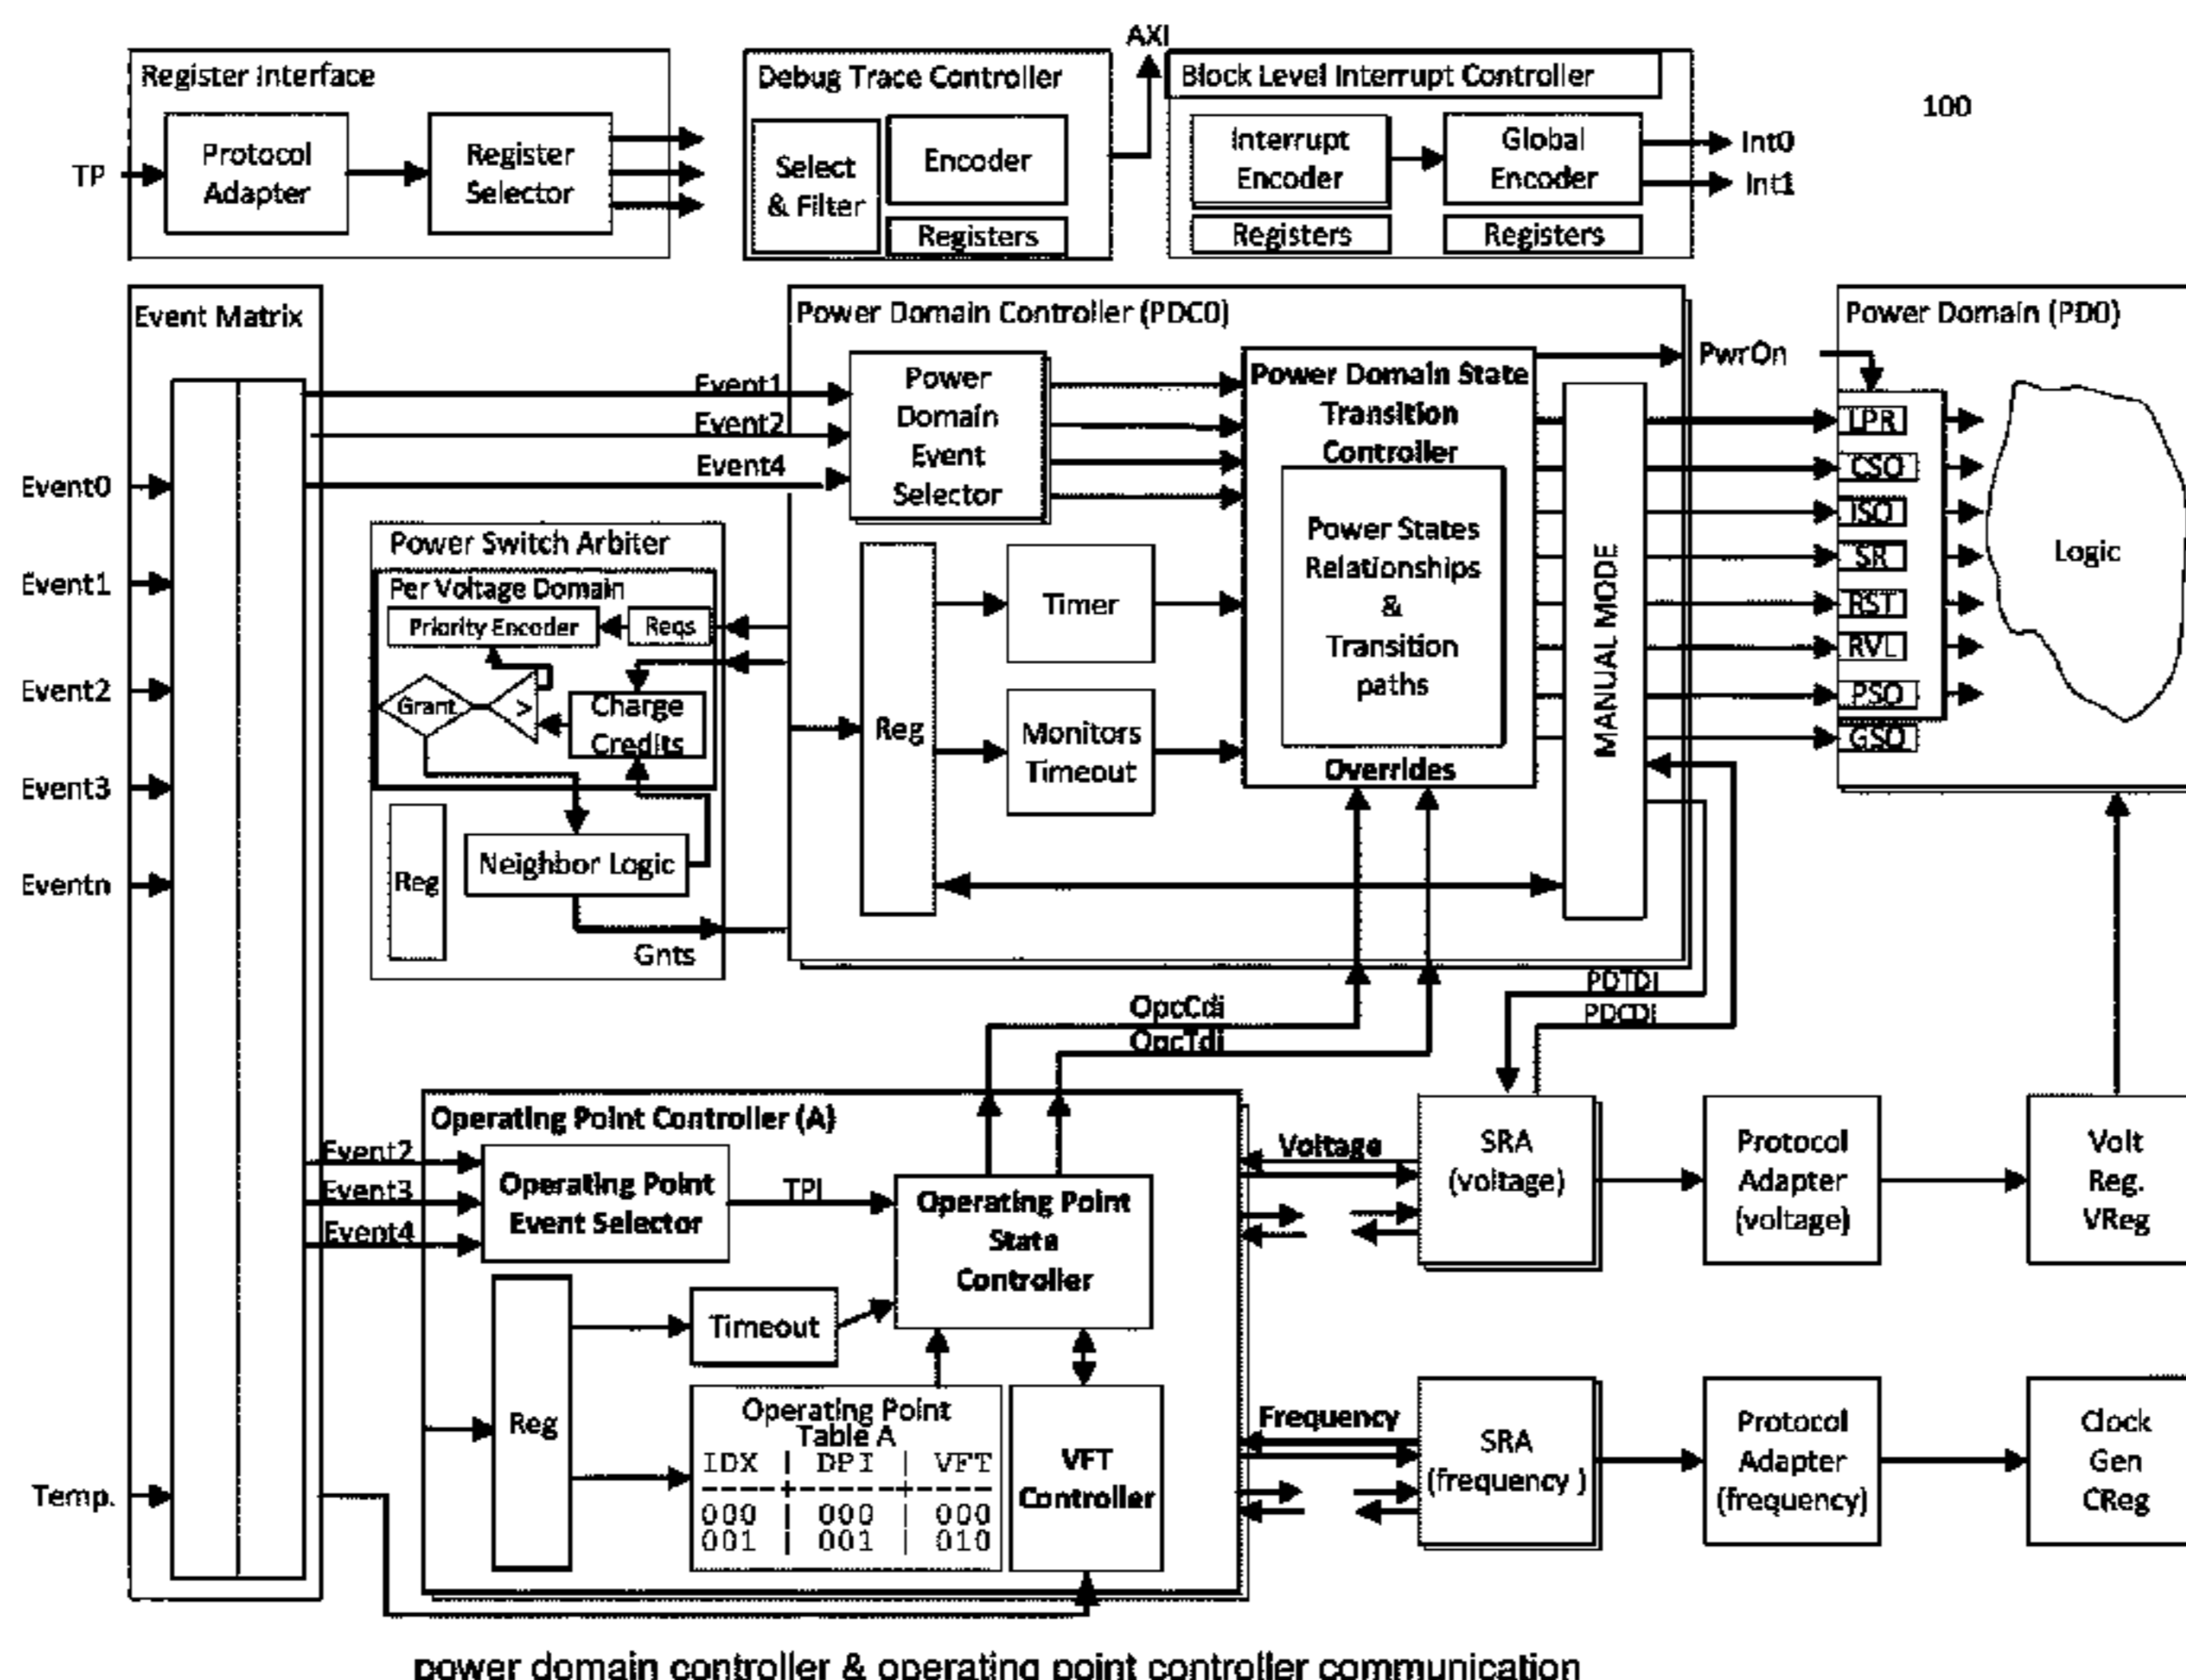 AXI
Register Interface
Debug Trace Controller
Block Level Interrupt Controller
100
TP
Protocol
Adapter
Register
Selector
Select
& Filter
Encoder
Registers
Interrupt
Encoder
Registers
Global
Encoder
Registers
Int0
Int1
Event Matrix
Event0
Event1
Event2
Event3
Eventn
Temp.
Event1
Event2
Event4
Power Domain Controller (PDC0)
Power
Domain
Event
Selector
Power Domain State
Transition
Controller
Power States
Relationships
&
Transition
paths
Overrides
MANUAL MODE
PwrOn
Power Domain (PD0)
LPR
CSO
ISO
SR
RST
RVL
PSO
GSO
Logic
Power Switch Arbiter
Per Voltage Domain
Priority Encoder
Reqs
Grant
>
Charge
Credits
Reg
Neighbor Logic
Gnts
Reg
Timer
Monitors
Timeout
PDTDI
PDCDI
OpcCdi
OpcTdi
Operating Point Controller (A)
Event2
Event3
Event4
Operating Point
Event Selector
TPI
Operating Point
State
Controller
Reg
Timeout
Operating Point
Table A
IDX | DPI | VFT
000 | 000 | 000
001 | 001 | 010
VFT
Controller
Voltage
SRA
(voltage)
Protocol
Adapter
(voltage)
Volt
Reg.
VReg
Frequency
SRA
(frequency )
Protocol
Adapter
(frequency)
Clock
Gen
CReg
power domain controller & operating point controller communication